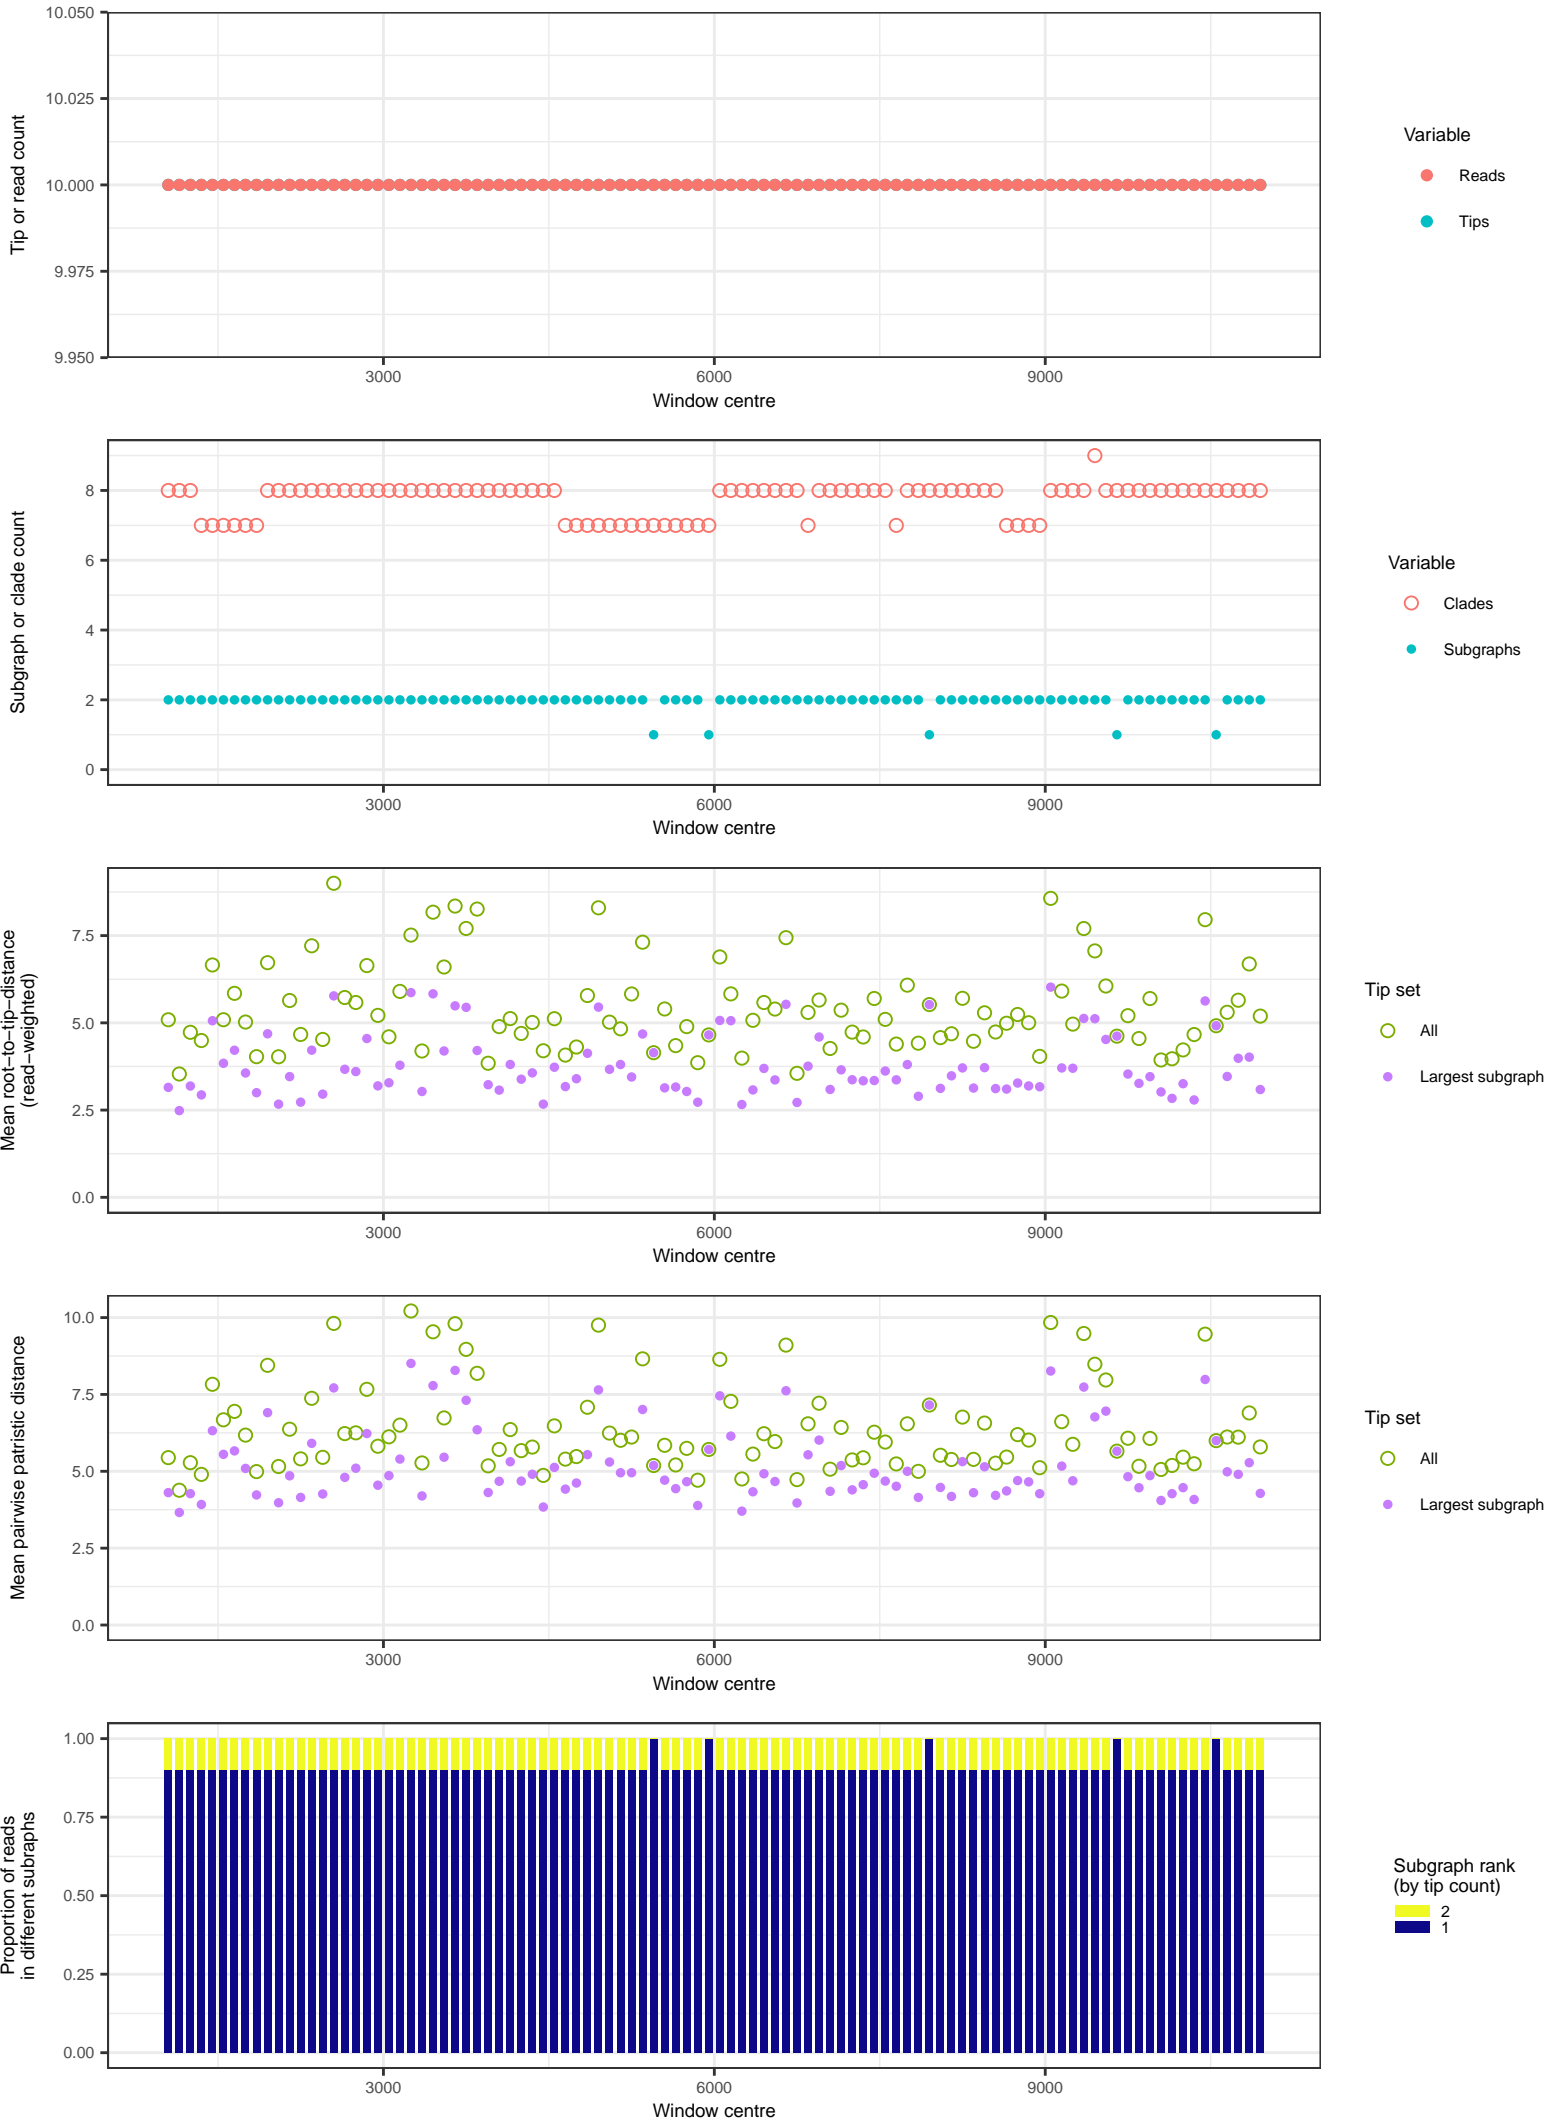 10.050
10.025
10.000
9.975
9.950
Tip or read count
3000 6000 9000
Window centre
Variable
Reads
Tips
8
6
4
2
0
Subgraph or clade count
3000 6000 9000
Window centre
Variable
Clades
Subgraphs
7.5
5.0
2.5
0.0
Mean root−to−tip−distance
(read−weighted)
3000 6000 9000
Window centre
Tip set
All
Largest subgraph
10.0
7.5
5.0
2.5
0.0
Mean pairwise patristic distance
3000 6000 9000
Window centre
Tip set
All
Largest subgraph
1.00
0.75
0.50
0.25
0.00
Proportion of reads
in different subraphs
3000 6000 9000
Window centre
Subgraph rank
(by tip count)
2
1